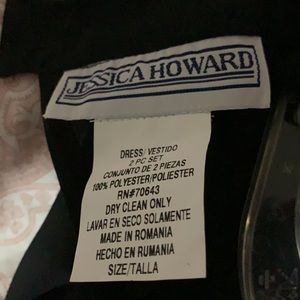 JESSICA HOWARD
DRESS/VESTIDO
2 PC SET
CONJUNTO DE 2 PIEZAS
100% POLYESTER/POLIESTER
RN#70643
DRY CLEAN ONLY
LAVAR EN SECO SOLAMENTE
MADE IN ROMANIA
HECHO EN RUMANIA
SIZE/TALLA